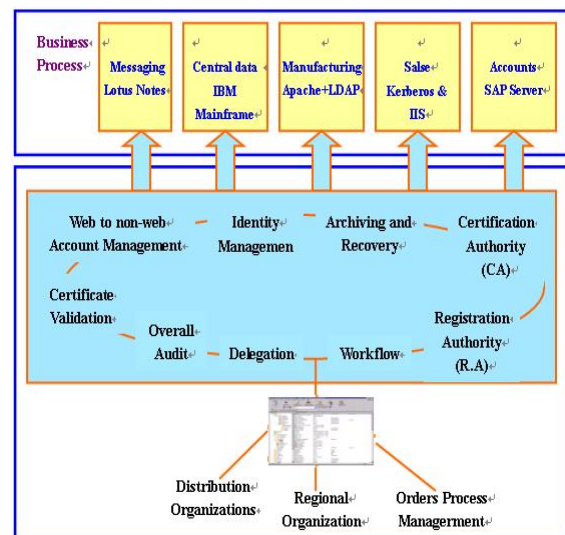 Business
Process
Messaging
Lotus Notes
Central data
IBM
Mainframe
Manufacturing
Apache+LDAP
Salse
Kerberos &
IIS
Accounts
SAP Server
Web to non-web
Account Management
Identity
Managemen
Archiving and
Recovery
Certification
Authority
(CA)
Certificate
Validation
Overall
Audit
Delegation
Workflow
Registration
Authority
(R.A)
Distribution
Organizations
Regional
Organization
Orders Process
Managerment